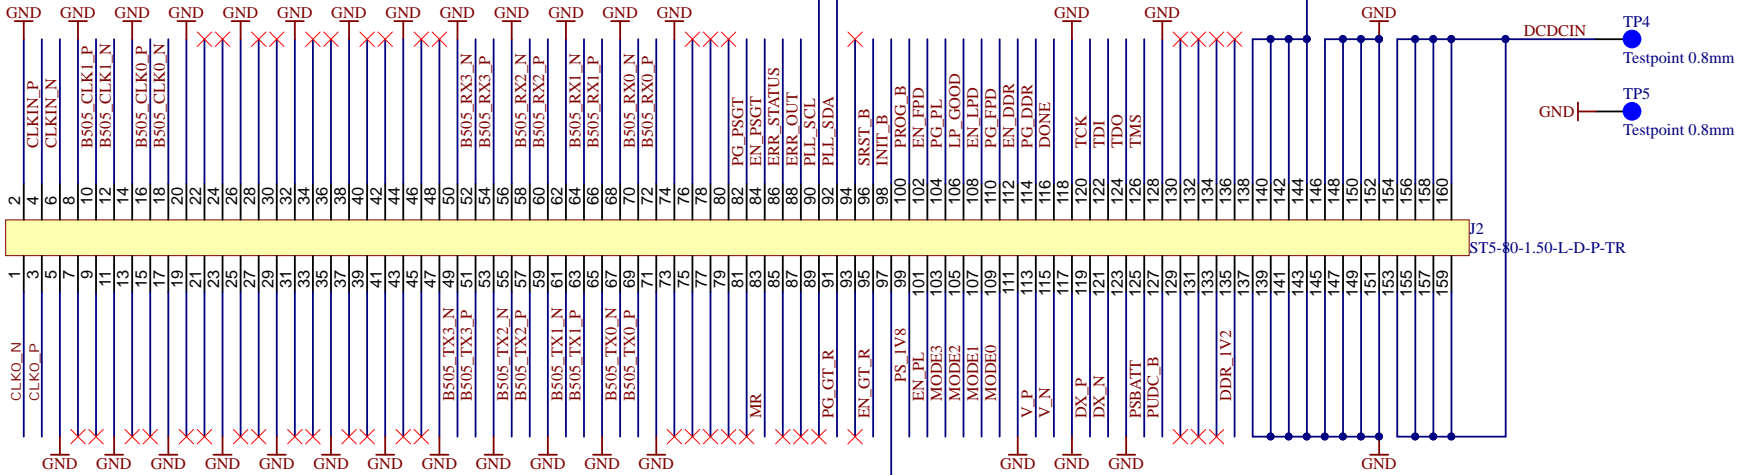 GND GND GND GND GND GND GND GND GND GND GND GND GND GND GND GND
DCDCIN
TP4
Testpoint 0.8mm
GND
TP5
Testpoint 0.8mm
CLKIN_P
CLKIN_N
B505_CLK1_P
B505_CLK1_N
B505_CLK0_P
B505_CLK0_N
B505_RX3_N
B505_RX3_P
B505_RX2_N
B505_RX2_P
B505_RX1_N
B505_RX1_P
B505_RX0_N
B505_RX0_P
PG_PSGT
EN_PSGT
ERR_STATUS
ERR_OUT
PLL_SCL
PLL_SDA
SRST_B
INIT_B
PROG_B
EN_FPD
PG_PL
LP_GOOD
EN_LPD
PG_FPD
EN_DDR
PG_DDR
DONE
TCK
TDI
TDO
TMS
2 4 6 8 10 12 14 16 18 20 22 24 26 28 30 32 34 36 38 40 42 44 46 48 50 52 54 56 58 60 62 64 66 68 70 72 74 76 78 80 82 84 86 88 90 92 94 96 98 100 102 104 106 108 110 112 114 116 118 120 122 124 126 128 130 132 134 136 138 140 142 144 146 148 150 152 154 156 158 160
J2
ST5-80-1.50-L-D-P-TR
1 3 5 7 9 11 13 15 17 19 21 23 25 27 29 31 33 35 37 39 41 43 45 47 49 51 53 55 57 59 61 63 65 67 69 71 73 75 77 79 81 83 85 87 89 91 93 95 97 99 101 103 105 107 109 111 113 115 117 119 121 123 125 127 129 131 133 135 137 139 141 143 145 147 149 151 153 155 157 159
CLKO_N
CLKO_P
B505_TX3_N
B505_TX3_P
B505_TX2_N
B505_TX2_P
B505_TX1_N
B505_TX1_P
B505_TX0_N
B505_TX0_P
MR
PG_GT_R
EN_GT_R
PS_1V8
EN_PL
MODE3
MODE2
MODE1
MODE0
V_P
V_N
DX_P
DX_N
PSBATT
PUDC_B
DDR_1V2
GND GND GND GND GND GND GND GND GND GND GND GND GND GND GND GND